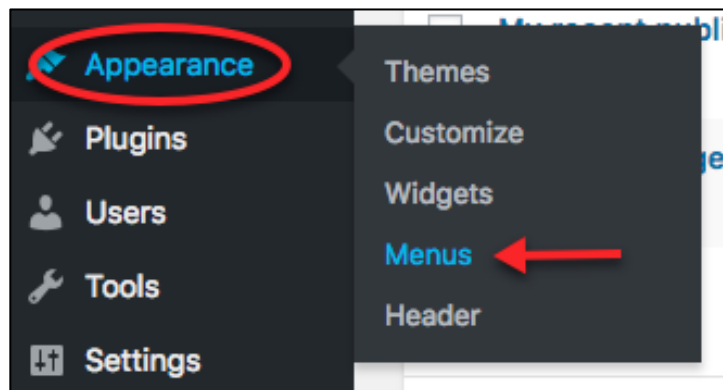 Appearance
Plugins
Users
Tools
Settings
Themes
Customize
Widgets
Menus
Header